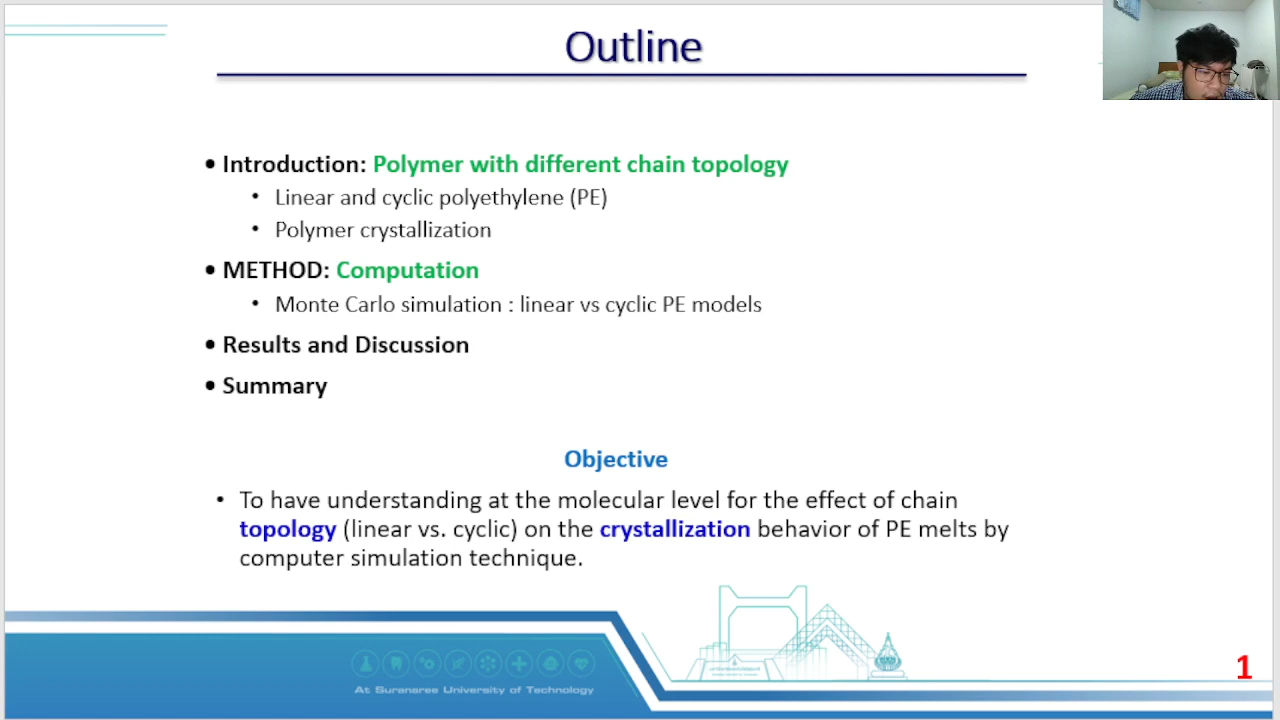 Outline
• Introduction: Polymer with different chain topology
• Linear and cyclic polyethylene (PE)
• Polymer crystallization
• METHOD: Computation
• Monte Carlo simulation : linear vs cyclic PE models
• Results and Discussion
• Summary
Objective
• To have understanding at the molecular level for the effect of chain
topology (linear vs. cyclic) on the crystallization behavior of PE melts by
computer simulation technique.
At Suranaree University of Technology
1